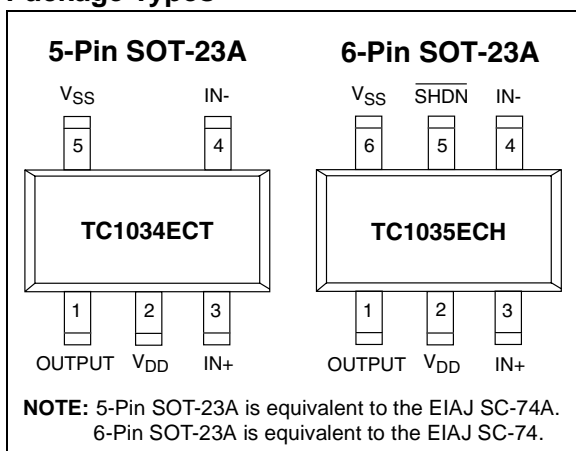 Package Types
5-Pin SOT-23A 6-Pin SOT-23A
VSS IN- VSS SHDN IN-
5 4 6 5 4
TC1034ECT TC1035ECH
1 2 3 1 2 3
OUTPUT VDD IN+ OUTPUT VDD IN+
NOTE: 5-Pin SOT-23A is equivalent to the EIAJ SC-74A.
6-Pin SOT-23A is equivalent to the EIAJ SC-74.